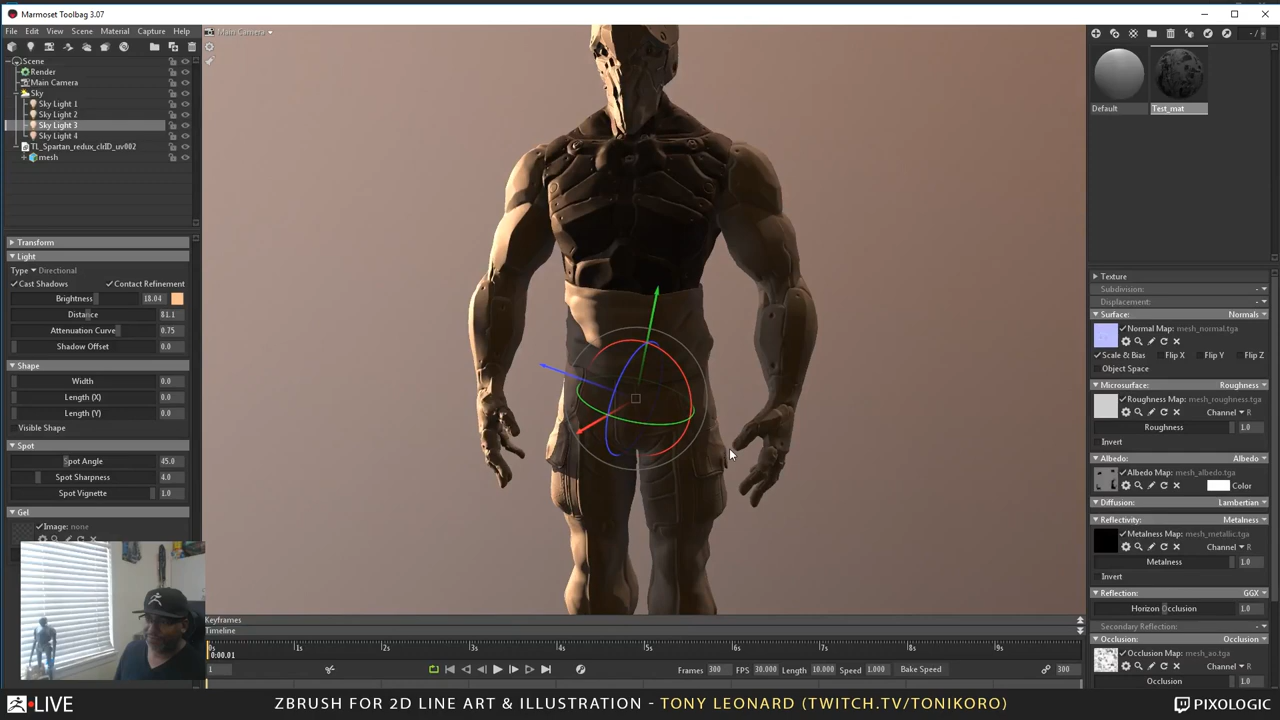 Marmoset Toolbag 3.07
File Edit View Scene Material Capture Help
Main Camera
Scene
Render
Main Camera
Sky
Sky Light 1
Sky Light 2
Sky Light 3
Sky Light 4
TL_Spartan_redux_clrID_uv002
mesh
Transform
Light
Type Directional
Cast Shadows Contact Refinement
Brightness 18.04
Distance 81.1
Attenuation Curve 0.75
Shadow Offset 0.0
Shape
Width 0.0
Length (X) 0.0
Length (Y) 0.0
Visible Shape
Spot
Spot Angle 45.0
Spot Sharpness 4.0
Spot Vignette 1.0
Gel
Image: none
Default Test_mat
Texture
Subdivision:
Displacement:
Surface: Normals
Normal Map: mesh_normal.tga
Scale & Bias Flip X Flip Y Flip Z
Object Space
Microsurface: Roughness
Roughness Map: mesh_roughness.tga
Channel R
Roughness 1.0
Invert
Albedo: Albedo
Albedo Map: mesh_albedo.tga
Color
Diffusion: Lambertian
Reflectivity: Metalness
Metalness Map: mesh_metallic.tga
Channel R
Metalness 1.0
Invert
Reflection: GGX
Horizon Occlusion 1.0
Secondary Reflection:
Occlusion: Occlusion
Occlusion Map: mesh_ao.tga
Channel R
Occlusion 1.0
Keyframes
Timeline
0s 1s 2s 3s 4s 5s 6s 7s 8s 9s
0:00.01
1 Frames 300 FPS 30.000 Length 10.000 Speed 1.000 Bake Speed 300
LIVE ZBRUSH FOR 2D LINE ART & ILLUSTRATION - TONY LEONARD (TWITCH.TV/TONIKORO) PIXOLOGIC